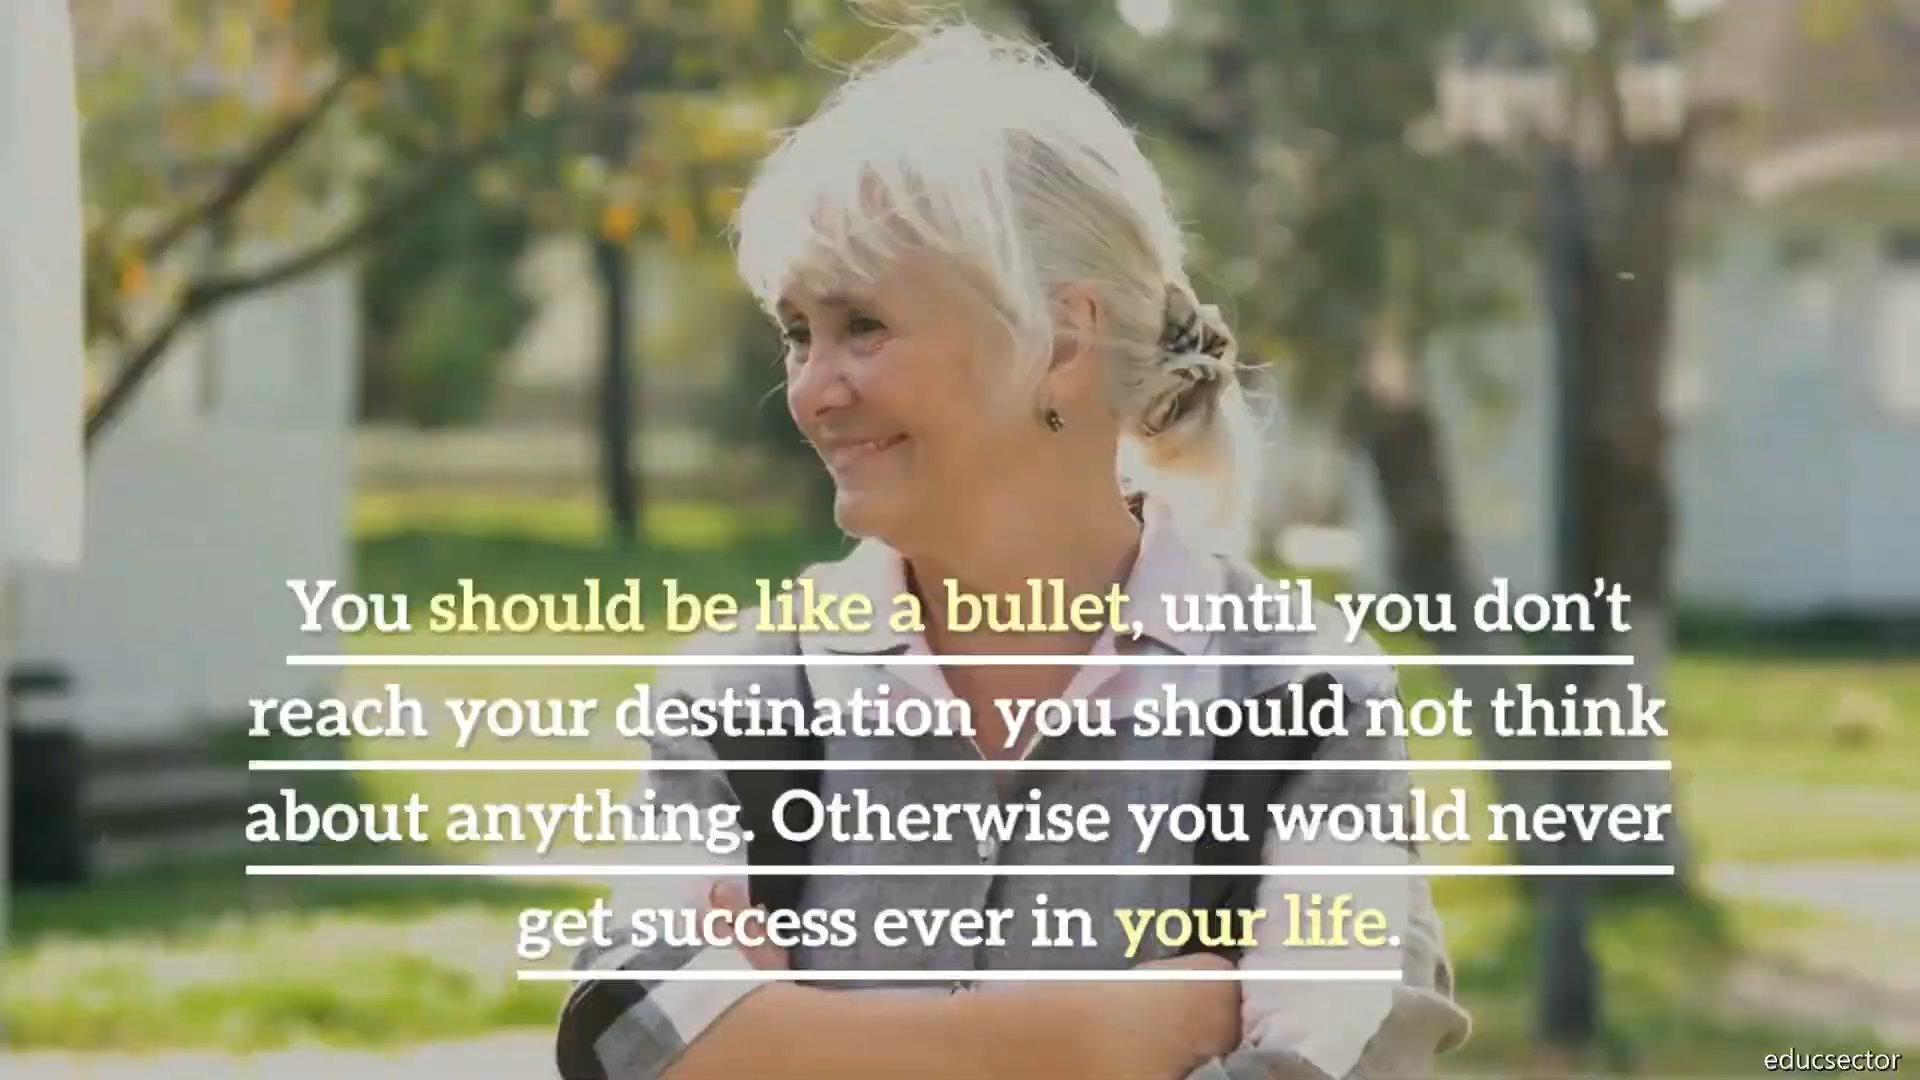 You should be like a bullet, until you don’t
reach your destination you should not think
about anything. Otherwise you would never
get success ever in your life.
educsector